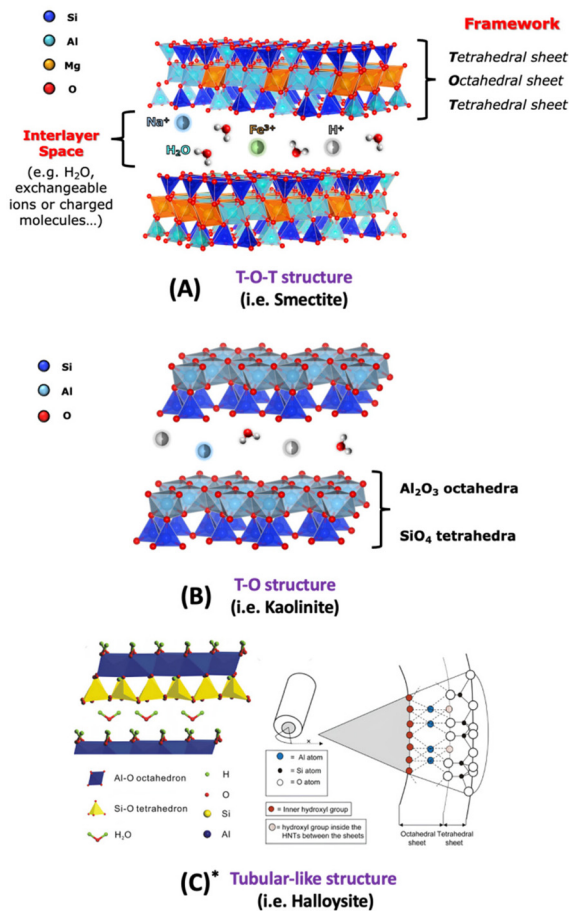 Si
Al
Mg
O
Framework
Tetrahedral sheet
Octahedral sheet
Tetrahedral sheet
Interlayer
Space
(e.g. H₂O,
exchangeable
ions or charged
molecules...)
Na⁺
Fe³⁺
H⁺
H₂O
(A)
T-O-T structure
(i.e. Smectite)
Si
Al
O
Al₂O₃ octahedra
SiO₄ tetrahedra
(B)
T-O structure
(i.e. Kaolinite)
Al-O octahedron
Si-O tetrahedron
H₂O
H
O
Si
Al
= Al atom
= Si atom
= O atom
= Inner hydroxyl group
= hydroxyl group inside the
HNTs between the sheets
Octahedral Tetrahedral
sheet sheet
(C)* Tubular-like structure
(i.e. Halloysite)